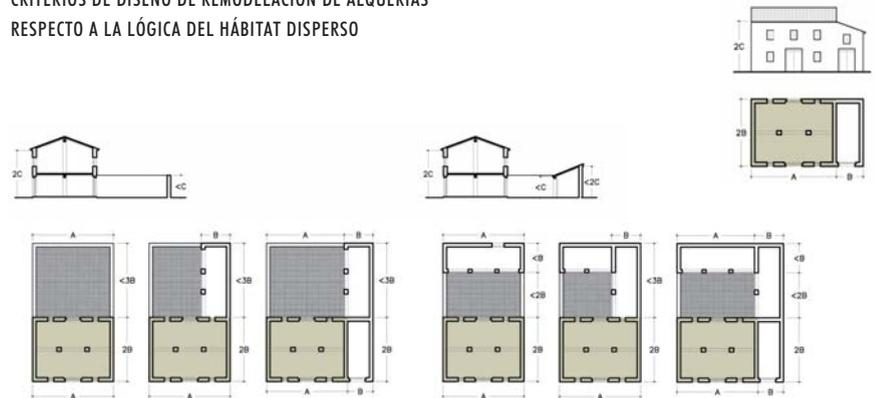 CRITERIOS DE DISEÑO DE REMODELACIÓN DE ALQUERÍAS
RESPECTO A LA LÓGICA DEL HÁBITAT DISPERSO
2C
2B
A B
2C <C
2C <C <2C
A
<3B
2B
A
B
<3B
2B
A
A B
<3B
2B
A B
A
<B
<2B
2B
A
B
<3B
2B
A
A B
<B
<2B
2B
A B